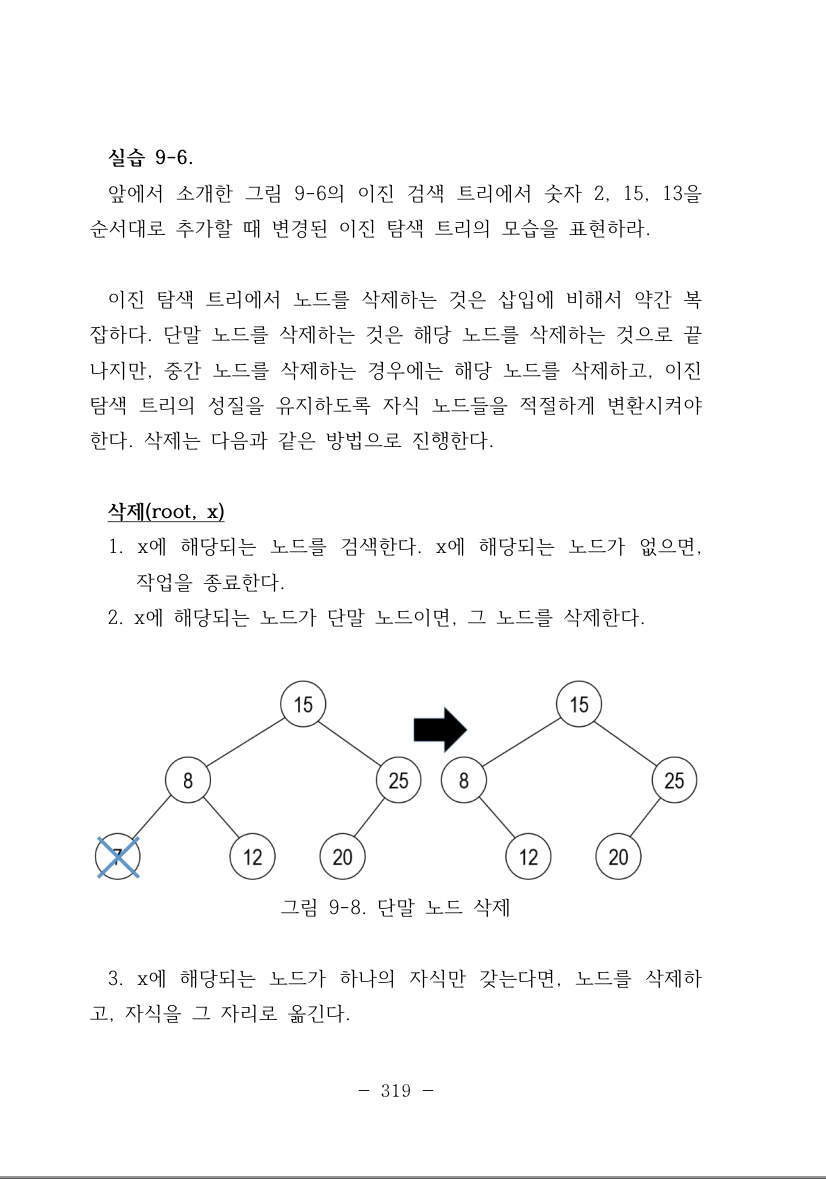 실습 9-6.
앞에서 소개한 그림 9-6의 이진 검색 트리에서 숫자 2, 15, 13을
순서대로 추가할 때 변경된 이진 탐색 트리의 모습을 표현하라.
이진 탐색 트리에서 노드를 삭제하는 것은 삽입에 비해서 약간 복
잡하다. 단말 노드를 삭제하는 것은 해당 노드를 삭제하는 것으로 끝
나지만, 중간 노드를 삭제하는 경우에는 해당 노드를 삭제하고, 이진
탐색 트리의 성질을 유지하도록 자식 노드들을 적절하게 변환시켜야
한다. 삭제는 다음과 같은 방법으로 진행한다.
삭제(root, x)
1. x에 해당되는 노드를 검색한다. x에 해당되는 노드가 없으면,
작업을 종료한다.
2. x에 해당되는 노드가 단말 노드이면, 그 노드를 삭제한다.
15 15
8 25 8 25
7 12 20 12 20
그림 9-8. 단말 노드 삭제
3. x에 해당되는 노드가 하나의 자식만 갖는다면, 노드를 삭제하
고, 자식을 그 자리로 옮긴다.
- 319 -